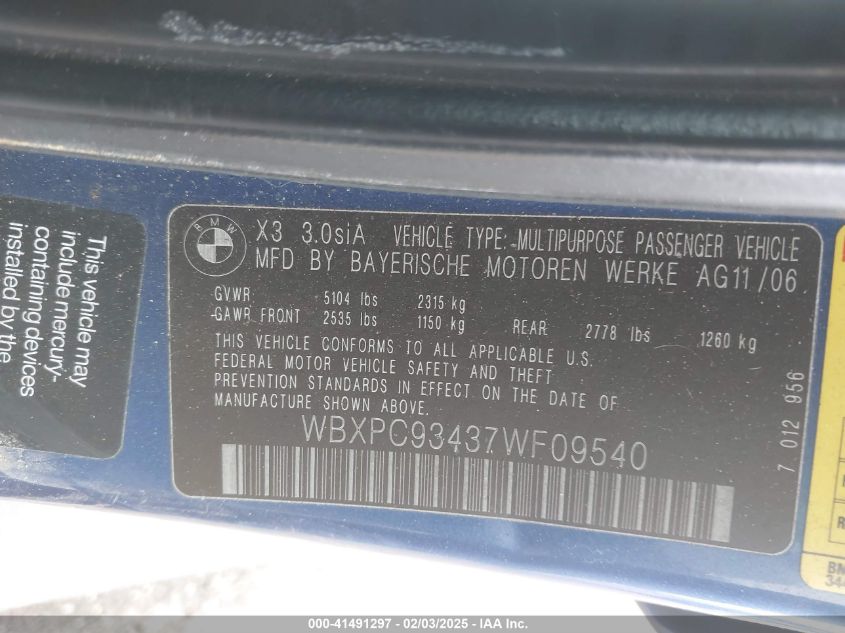 This vehicle may
include mercury-
containing devices
installed by the
BMW
X3 3.0siA VEHICLE TYPE:-MULTIPURPOSE PASSENGER VEHICLE
MFD BY BAYERISCHE MOTOREN WERKE AG11/06
GVWR 5104 lbs 2315 kg
-GAWR FRONT 2535 lbs 1150 kg REAR 2778 lbs 1260 kg
THIS VEHICLE CONFORMS TO ALL APPLICABLE U.S.
FEDERAL MOTOR VEHICLE SAFETY AND THEFT
PREVENTION STANDARDS IN EFFECT ON THE DATE OF
MANUFACTURE SHOWN ABOVE.
WBXPC93437WF09540
7 012 956
000-41491297 - 02/03/2025 - IAA Inc.